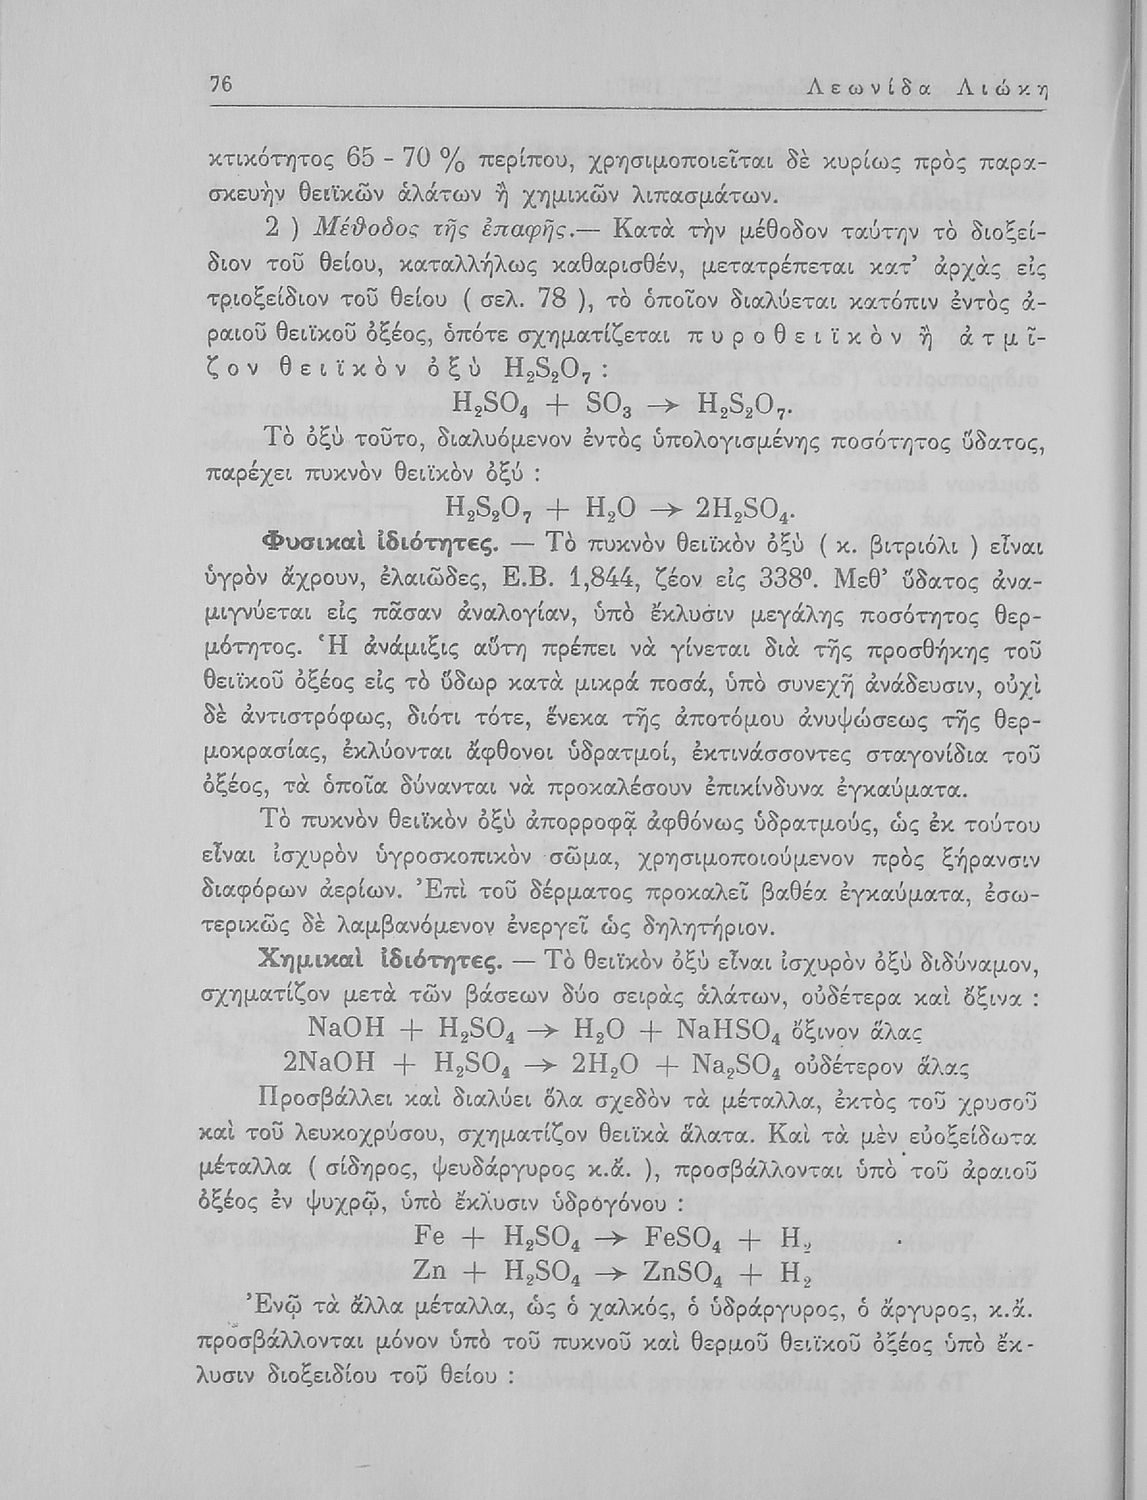 76 Λεωνίδα Λιώκη
κτικότητος 65 - 70 % περίπου, χρησιμοποιεῖται δὲ κυρίως πρὸς παρα-
σκευὴν θειϊκῶν ἁλάτων ἢ χημικῶν λιπασμάτων.
2 ) Μέθοδος τῆς ἐπαφῆς.— Κατὰ τὴν μέθοδον ταύτην τὸ διοξεί-
διον τοῦ θείου, καταλλήλως καθαρισθέν, μετατρέπεται κατ’ ἀρχὰς εἰς
τριοξείδιον τοῦ θείου ( σελ. 78 ), τὸ ὁποῖον διαλύεται κατόπιν ἐντὸς ἀ-
ραιοῦ θειϊκοῦ ὀξέος, ὁπότε σχηματίζεται πυροθειϊκὸν ἢ ἀτμῖ-
ζον θειϊκὸν ὀξὺ H₂S₂O₇ :
H₂SO₄ + SO₃ → H₂S₂O₇.
Τὸ ὀξὺ τοῦτο, διαλυόμενον ἐντὸς ὑπολογισμένης ποσότητος ὕδατος,
παρέχει πυκνὸν θειϊκὸν ὀξύ :
H₂S₂O₇ + H₂O → 2H₂SO₄.
Φυσικαὶ ἰδιότητες. — Τὸ πυκνὸν θειϊκὸν ὀξὺ ( κ. βιτριόλι ) εἶναι
ὑγρὸν ἄχρουν, ἐλαιῶδες, Ε.Β. 1,844, ζέον εἰς 338⁰. Μεθ’ ὕδατος ἀνα-
μιγνύεται εἰς πᾶσαν ἀναλογίαν, ὑπὸ ἔκλυσιν μεγάλης ποσότητος θερ-
μότητος. Ἡ ἀνάμιξις αὕτη πρέπει νὰ γίνεται διὰ τῆς προσθήκης τοῦ
θειϊκοῦ ὀξέος εἰς τὸ ὕδωρ κατὰ μικρά ποσά, ὑπὸ συνεχῆ ἀνάδευσιν, οὐχὶ
δὲ ἀντιστρόφως, διότι τότε, ἕνεκα τῆς ἀποτόμου ἀνυψώσεως τῆς θερ-
μοκρασίας, ἐκλύονται ἄφθονοι ὑδρατμοί, ἐκτινάσσοντες σταγονίδια τοῦ
ὀξέος, τὰ ὁποῖα δύνανται νὰ προκαλέσουν ἐπικίνδυνα ἐγκαύματα.
Τὸ πυκνὸν θειϊκὸν ὀξὺ ἀπορροφᾷ ἀφθόνως ὑδρατμούς, ὡς ἐκ τούτου
εἶναι ἰσχυρὸν ὑγροσκοπικὸν σῶμα, χρησιμοποιούμενον πρὸς ξήρανσιν
διαφόρων ἀερίων. Ἐπὶ τοῦ δέρματος προκαλεῖ βαθέα ἐγκαύματα, ἐσω-
τερικῶς δὲ λαμβανόμενον ἐνεργεῖ ὡς δηλητήριον.
Χημικαὶ ἰδιότητες. — Τὸ θειϊκὸν ὀξὺ εἶναι ἰσχυρὸν ὀξὺ διδύναμον,
σχηματίζον μετὰ τῶν βάσεων δύο σειρὰς ἁλάτων, οὐδέτερα καὶ ὄξινα :
NaOH + H₂SO₄ → H₂O + NaHSO₄ ὄξινον ἅλας
2NaOH + H₂SO₄ → 2H₂O + Na₂SO₄ οὐδέτερον ἅλας
Προσβάλλει καὶ διαλύει ὅλα σχεδὸν τὰ μέταλλα, ἐκτὸς τοῦ χρυσοῦ
καὶ τοῦ λευκοχρύσου, σχηματίζον θειϊκὰ ἅλατα. Καὶ τὰ μὲν εὐοξείδωτα
μέταλλα ( σίδηρος, ψευδάργυρος κ.ἄ. ), προσβάλλονται ὑπὸ τοῦ ἀραιοῦ
ὀξέος ἐν ψυχρῷ, ὑπὸ ἔκλυσιν ὑδρογόνου :
Fe + H₂SO₄ → FeSO₄ + H₂
Zn + H₂SO₄ → ZnSO₄ + H₂
Ἐνῷ τὰ ἄλλα μέταλλα, ὡς ὁ χαλκός, ὁ ὑδράργυρος, ὁ ἄργυρος, κ.ἄ.
προσβάλλονται μόνον ὑπὸ τοῦ πυκνοῦ καὶ θερμοῦ θειϊκοῦ ὀξέος ὑπὸ ἔκ-
λυσιν διοξειδίου τοῦ θείου :